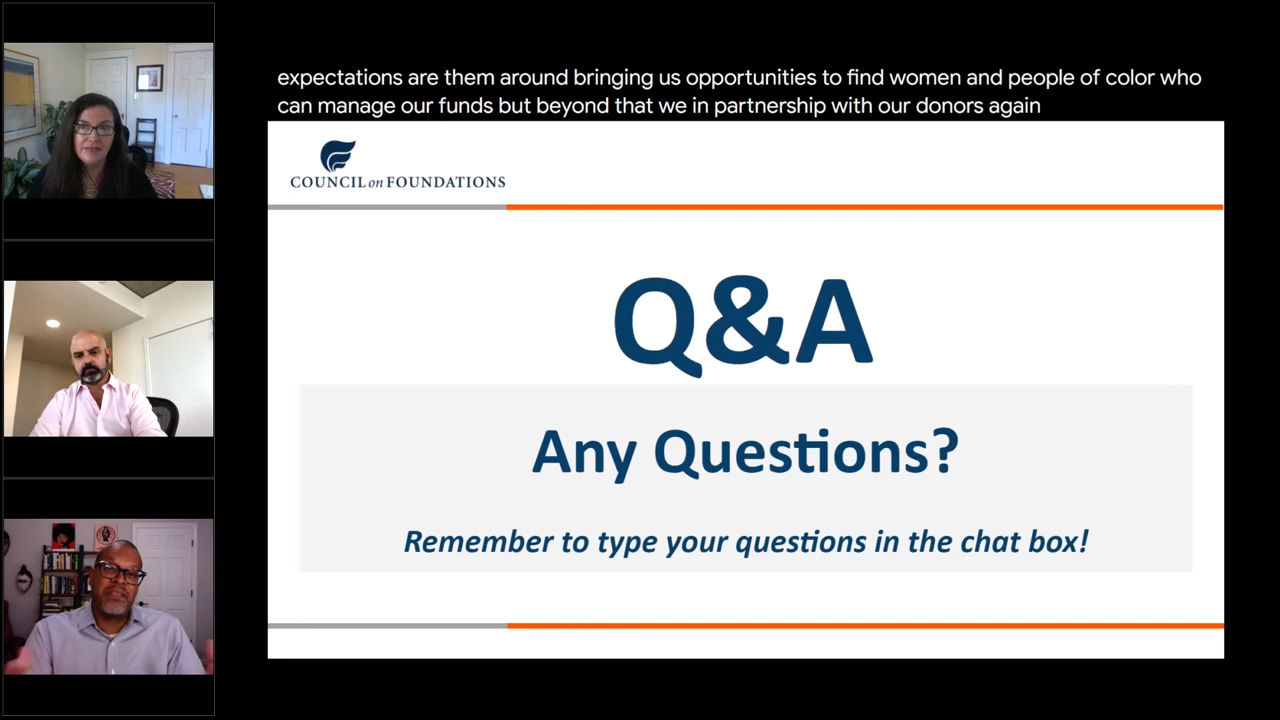 expectations are them around bringing us opportunities to find women and people of color who
can manage our funds but beyond that we in partnership with our donors again
COUNCIL on FOUNDATIONS
Q&A
Any Questions?
Remember to type your questions in the chat box!